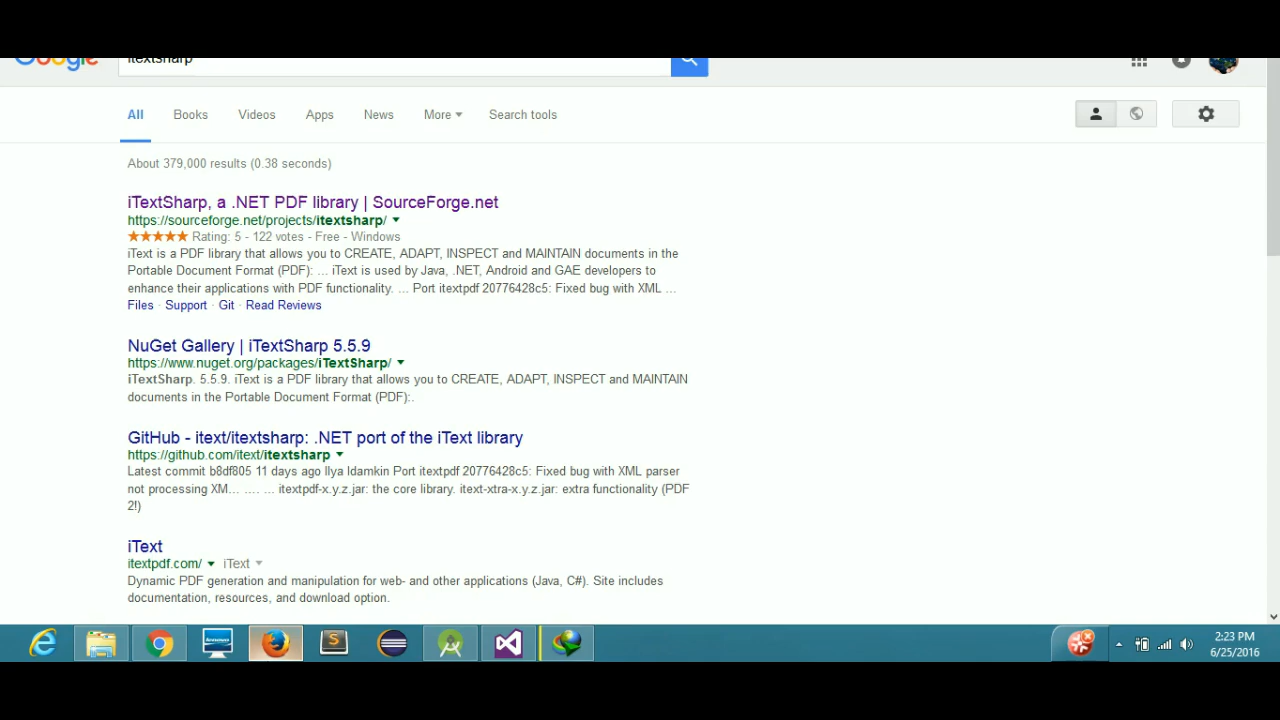 Google
itextsharp
All Books Videos Apps News More Search tools
About 379,000 results (0.38 seconds)
iTextSharp, a .NET PDF library | SourceForge.net
https://sourceforge.net/projects/itextsharp/
Rating: 5 - 122 votes - Free - Windows
iText is a PDF library that allows you to CREATE, ADAPT, INSPECT and MAINTAIN documents in the
Portable Document Format (PDF): ... iText is used by Java, .NET, Android and GAE developers to
enhance their applications with PDF functionality. ... Port itextpdf 20776428c5: Fixed bug with XML ...
Files · Support · Git · Read Reviews
NuGet Gallery | iTextSharp 5.5.9
https://www.nuget.org/packages/iTextSharp/
iTextSharp. 5.5.9. iText is a PDF library that allows you to CREATE, ADAPT, INSPECT and MAINTAIN
documents in the Portable Document Format (PDF):.
GitHub - itext/itextsharp: .NET port of the iText library
https://github.com/itext/itextsharp
Latest commit b8df805 11 days ago Ilya Idamkin Port itextpdf 20776428c5: Fixed bug with XML parser
not processing XM... .... ... itextpdf-x.y.z.jar: the core library. itext-xtra-x.y.z.jar: extra functionality (PDF
2!)
iText
itextpdf.com/ iText
Dynamic PDF generation and manipulation for web- and other applications (Java, C#). Site includes
documentation, resources, and download option.
2:23 PM
6/25/2016